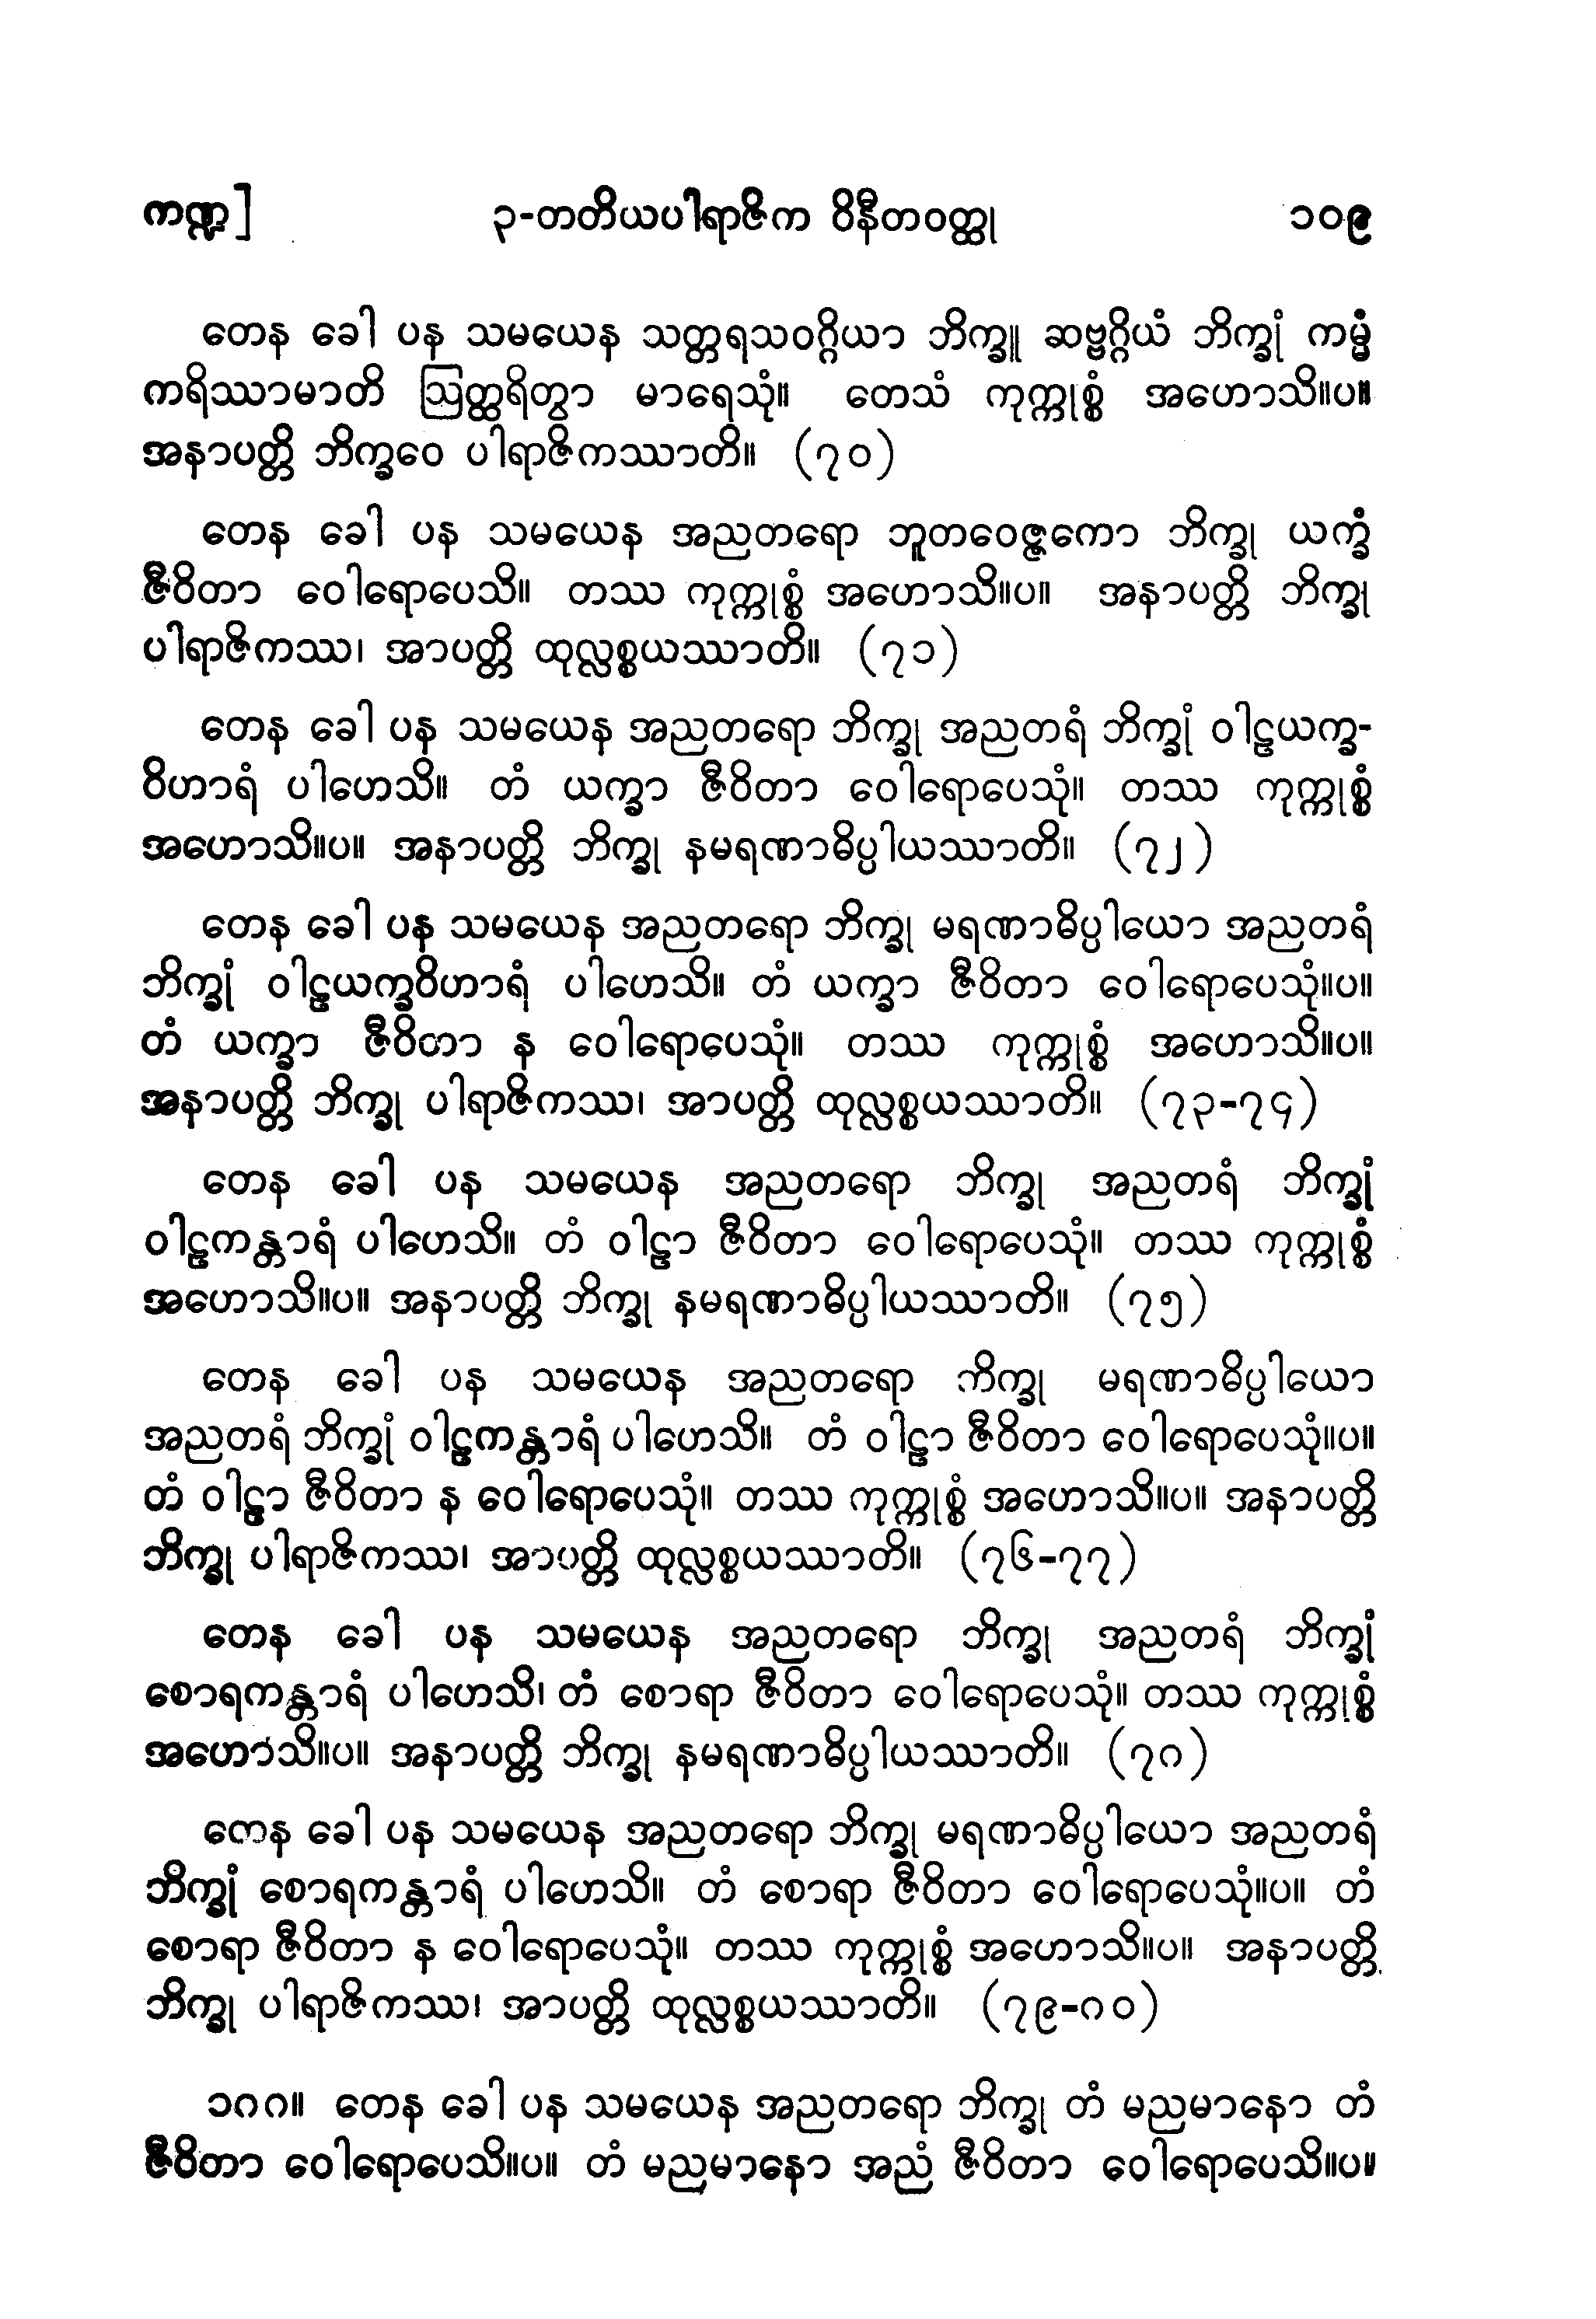 ကဏ္ဍ] ၃-တတိယပါရာဇိက ဝိနီတဝတ္ထု ၁၀၉
တေန ခေါ ပန သမယေန သတ္တရသဝဂ္ဂိယာ ဘိက္ခူ ဆဗ္ဗဂ္ဂိယံ ဘိက္ခုံ ကမ္မံ
ကရိဿာမာတိ ဩတ္ထရိတွာ မာရေသုံ။ တေသံ ကုက္ကုစ္စံ အဟောသိ။ပ။
အနာပတ္တိ ဘိက္ခဝေ ပါရာဇိကဿာတိ။ (၇၀)
တေန ခေါ ပန သမယေန အညတရော ဘူတဝေဇ္ဇကော ဘိက္ခု ယက္ခံ
ဇီဝိတာ ဝေါရောပေသိ။ တဿ ကုက္ကုစ္စံ အဟောသိ။ပ။ အနာပတ္တိ ဘိက္ခု
ပါရာဇိကဿ၊ အာပတ္တိ ထုလ္လစ္စယဿာတိ။ (၇၁)
တေန ခေါ ပန သမယေန အညတရော ဘိက္ခု အညတရံ ဘိက္ခုံ ဝါဠယက္ခ-
ဝိဟာရံ ပါဟေသိ။ တံ ယက္ခာ ဇီဝိတာ ဝေါရောပေသုံ။ တဿ ကုက္ကုစ္စံ
အဟောသိ။ပ။ အနာပတ္တိ ဘိက္ခု နမရဏာဓိပ္ပါယဿာတိ။ (၇၂)
တေန ခေါ ပန သမယေန အညတရော ဘိက္ခု မရဏာဓိပ္ပါယော အညတရံ
ဘိက္ခုံ ဝါဠယက္ခဝိဟာရံ ပါဟေသိ။ တံ ယက္ခာ ဇီဝိတာ ဝေါရောပေသုံ။ပ။
တံ ယက္ခာ ဇီဝိတာ န ဝေါရောပေသုံ။ တဿ ကုက္ကုစ္စံ အဟောသိ။ပ။
အနာပတ္တိ ဘိက္ခု ပါရာဇိကဿ၊ အာပတ္တိ ထုလ္လစ္စယဿာတိ။ (၇၃-၇၄)
တေန ခေါ ပန သမယေန အညတရော ဘိက္ခု အညတရံ ဘိက္ခုံ
ဝါဠကန္တာရံ ပါဟေသိ။ တံ ဝါဠာ ဇီဝိတာ ဝေါရောပေသုံ။ တဿ ကုက္ကုစ္စံ
အဟောသိ။ပ။ အနာပတ္တိ ဘိက္ခု နမရဏာဓိပ္ပါယဿာတိ။ (၇၅)
တေန ခေါ ပန သမယေန အညတရော ဘိက္ခု မရဏာဓိပ္ပါယော
အညတရံ ဘိက္ခုံ ဝါဠကန္တာရံ ပါဟေသိ။ တံ ဝါဠာ ဇီဝိတာ ဝေါရောပေသုံ။ပ။
တံ ဝါဠာ ဇီဝိတာ န ဝေါရောပေသုံ။ တဿ ကုက္ကုစ္စံ အဟောသိ။ပ။ အနာပတ္တိ
ဘိက္ခု ပါရာဇိကဿ၊ အာပတ္တိ ထုလ္လစ္စယဿာတိ။ (၇၆-၇၇)
တေန ခေါ ပန သမယေန အညတရော ဘိက္ခု အညတရံ ဘိက္ခုံ
စောရကန္တာရံ ပါဟေသိ၊ တံ စောရာ ဇီဝိတာ ဝေါရောပေသုံ။ တဿ ကုက္ကုစ္စံ
အဟောသိ။ပ။ အနာပတ္တိ ဘိက္ခု နမရဏာဓိပ္ပါယဿာတိ။ (၇၈)
တေန ခေါ ပန သမယေန အညတရော ဘိက္ခု မရဏာဓိပ္ပါယော အညတရံ
ဘိက္ခုံ စောရကန္တာရံ ပါဟေသိ။ တံ စောရာ ဇီဝိတာ ဝေါရောပေသုံ။ပ။ တံ
စောရာ ဇီဝိတာ န ဝေါရောပေသုံ။ တဿ ကုက္ကုစ္စံ အဟောသိ။ပ။ အနာပတ္တိ
ဘိက္ခု ပါရာဇိကဿ၊ အာပတ္တိ ထုလ္လစ္စယဿာတိ။ (၇၉-၈၀)
၁၈၈။ တေန ခေါ ပန သမယေန အညတရော ဘိက္ခု တံ မညမာနော တံ
ဇီဝိတာ ဝေါရောပေသိ။ပ။ တံ မညမာနော အညံ ဇီဝိတာ ဝေါရောပေသိ။ပ။